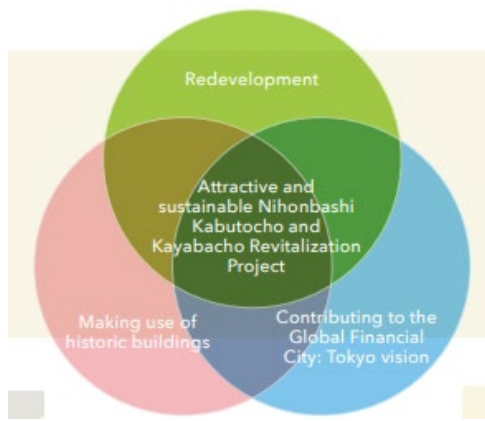 Redevelopment
Attractive and
sustainable Nihonbashi
Kabutocho and
Kayabacho Revitalization
Project
Making use of
historic buildings
Contributing to the
Global Financial
City: Tokyo vision